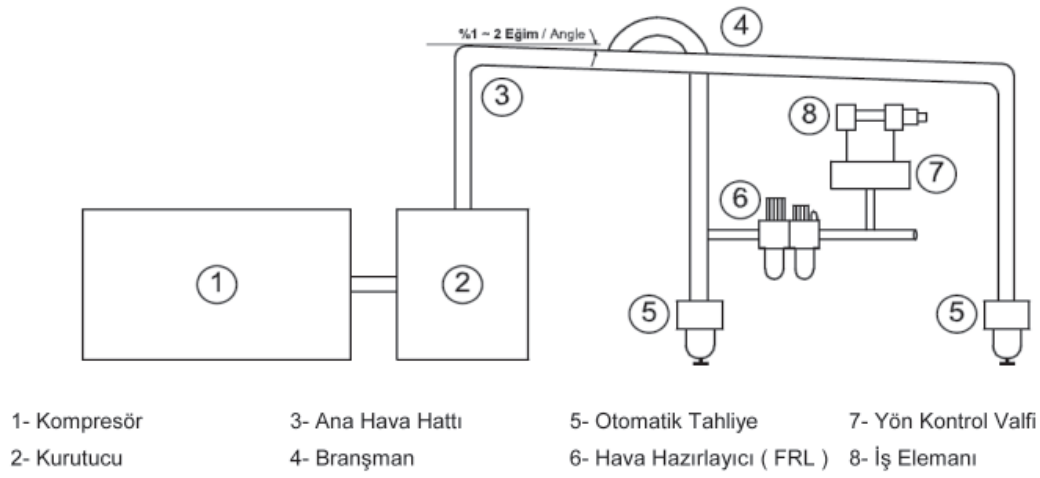 %1 ~ 2 Eğim / Angle
4
3
8
7
6
1
2
5
5
1- Kompresör
3- Ana Hava Hattı
5- Otomatik Tahliye
7- Yön Kontrol Valfi
2- Kurutucu
4- Branşman
6- Hava Hazırlayıcı ( FRL )
8- İş Elemanı